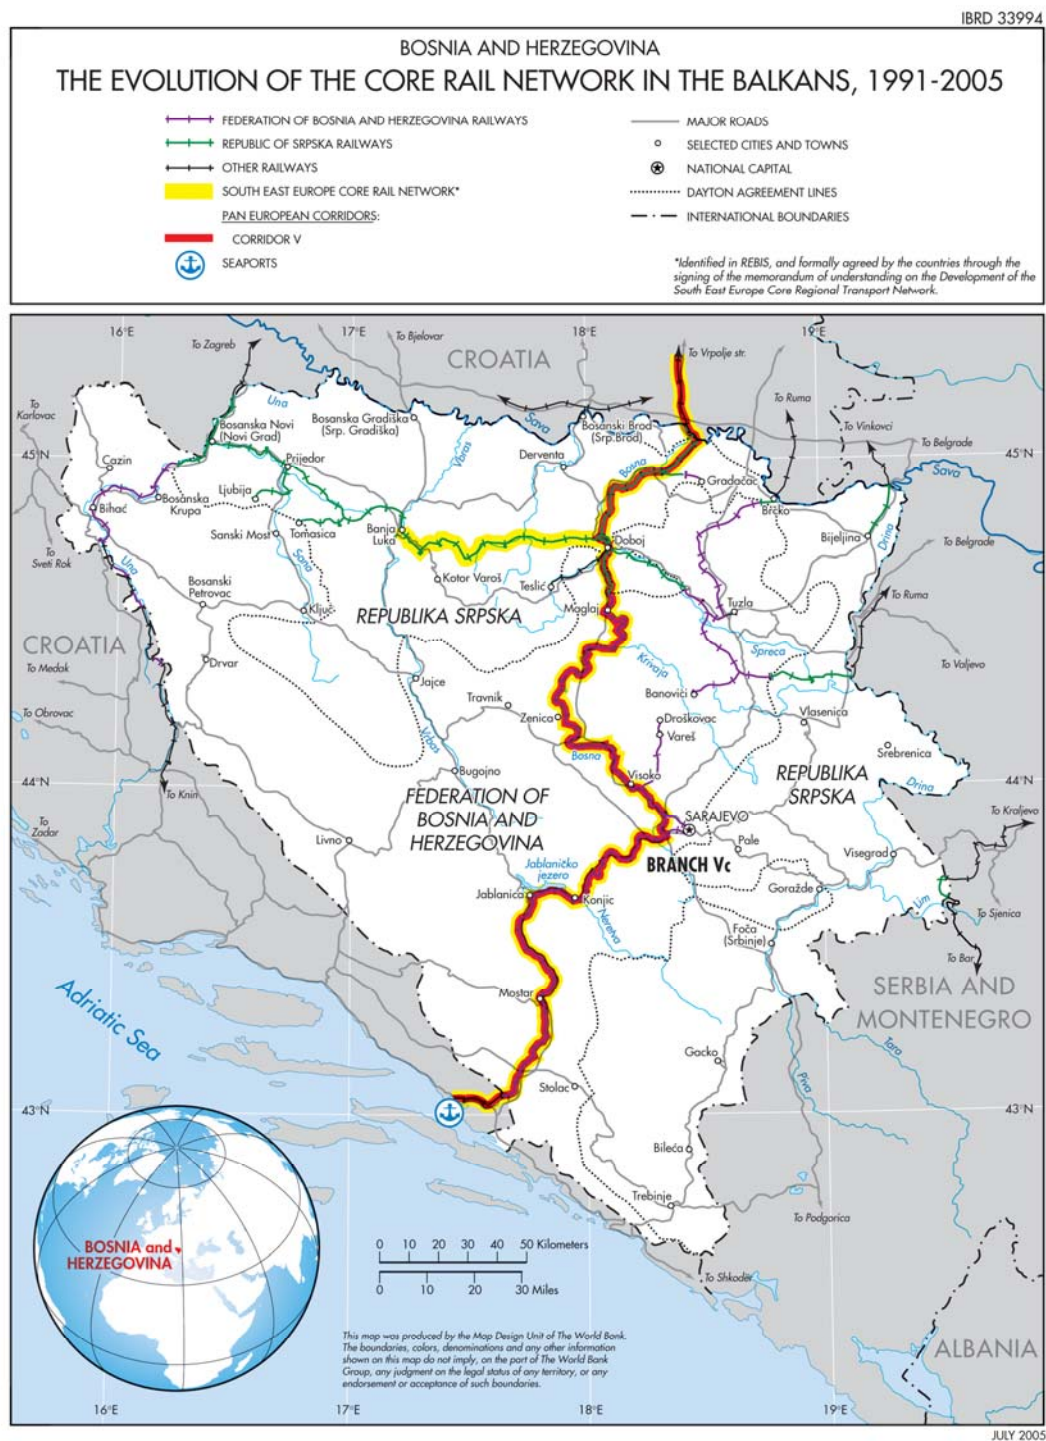 IBRD 33994
BOSNIA AND HERZEGOVINA
THE EVOLUTION OF THE CORE RAIL NETWORK IN THE BALKANS, 1991-2005
FEDERATION OF BOSNIA AND HERZEGOVINA RAILWAYS
REPUBLIC OF SRPSKA RAILWAYS
OTHER RAILWAYS
SOUTH EAST EUROPE CORE RAIL NETWORK*
PAN EUROPEAN CORRIDORS:
CORRIDOR V
SEAPORTS
MAJOR ROADS
SELECTED CITIES AND TOWNS
NATIONAL CAPITAL
DAYTON AGREEMENT LINES
INTERNATIONAL BOUNDARIES
*Identified in REBIS, and formally agreed by the countries through the
signing of the memorandum of understanding on the Development of the
South East Europe Core Regional Transport Network.
16°E
17°E
18°E
19°E
To Zagreb
To Bjelovar
CROATIA
To Vrpolje str.
To Karlovac
Una
Bosanska Gradiška
(Srp. Gradiška)
Sava
Bosanski Brod
(Srp.Brod)
To Ruma
To Vinkovci
To Belgrade
Bosanska Novi
(Novi Grad)
45°N
45°N
Cazin
Prijedor
Vbras
Derventa
Bosna
Gradačac
Sava
Bihać
Bosanska
Krupa
Ljubija
Sanski Most
Tomasica
Banja
Luka
Doboj
Brčko
Bijeljina
Drina
To Belgrade
To
Sveti Rok
Una
Sana
Bosanski
Petrovac
Ključ
Kotor Varoš
Teslić
Maglaj
Tuzla
To Ruma
REPUBLIKA SRPSKA
CROATIA
To Medak
Drvar
Jajce
Krivaja
Spreca
To Valjevo
Banovići
Travnik
Zenica
To Obrovac
Vrbas
Droškovac
Vareš
Vlasenica
Srebrenica
Bosna
Bugojno
Visoko
44°N
44°N
REPUBLIKA
SRPSKA
Drina
To Knin
FEDERATION OF
BOSNIA AND
HERZEGOVINA
To Kraljevo
To
Zadar
Livno
SARAJEVO
Pale
Visegrad
BRANCH Vc
Jablaničko
jezero
Jablanica
Konjic
Goražde
Lim
To Sjenica
Neretva
Foča
(Srbinje)
To Bar
Adriatic Sea
Mostar
SERBIA AND
MONTENEGRO
Tara
Gacko
Piva
Stolac
43°N
43°N
Bileća
Trebinje
To Podgorica
BOSNIA and
HERZEGOVINA
0 10 20 30 40 50 Kilometers
0 10 20 30 Miles
To Shkodër
This map was produced by the Map Design Unit of The World Bank.
The boundaries, colors, denominations and any other information
shown on this map do not imply, on the part of The World Bank
Group, any judgment on the legal status of any territory, or any
endorsement or acceptance of such boundaries.
ALBANIA
16°E
17°E
18°E
19°E
JULY 2005